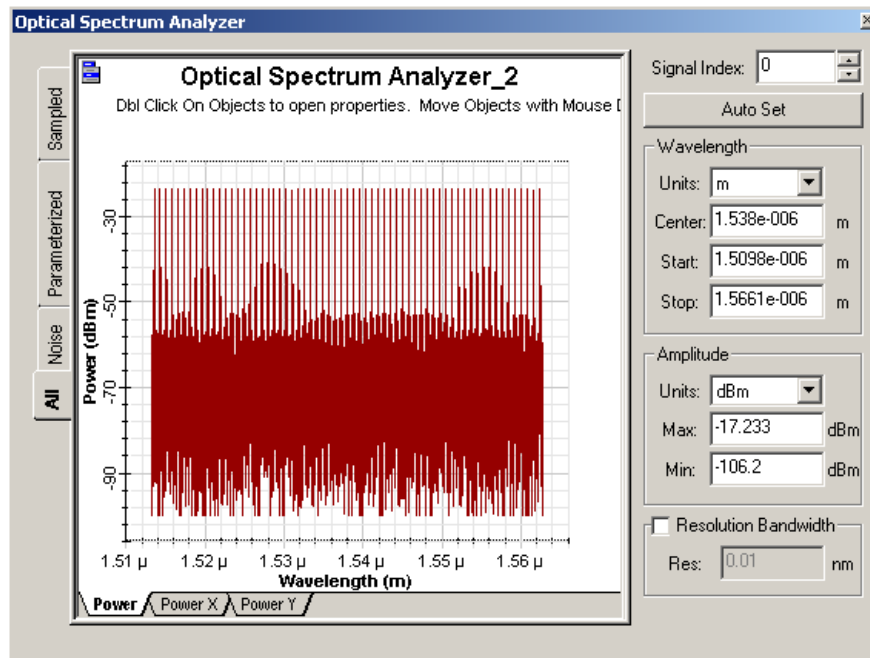 Optical Spectrum Analyzer
Sampled
Parameterized
Noise
All
Optical Spectrum Analyzer_2
Dbl Click On Objects to open properties. Move Objects with Mouse D
Power (dBm)
-30
-50
-70
-90
1.51 µ 1.52 µ 1.53 µ 1.54 µ 1.55 µ 1.56 µ
Wavelength (m)
Power Power X Power Y
Signal Index: 0
Auto Set
Wavelength
Units: m
Center: 1.538e-006 m
Start: 1.5098e-006 m
Stop: 1.5661e-006 m
Amplitude
Units: dBm
Max: -17.233 dBm
Min: -106.2 dBm
Resolution Bandwidth
Res: 0.01 nm